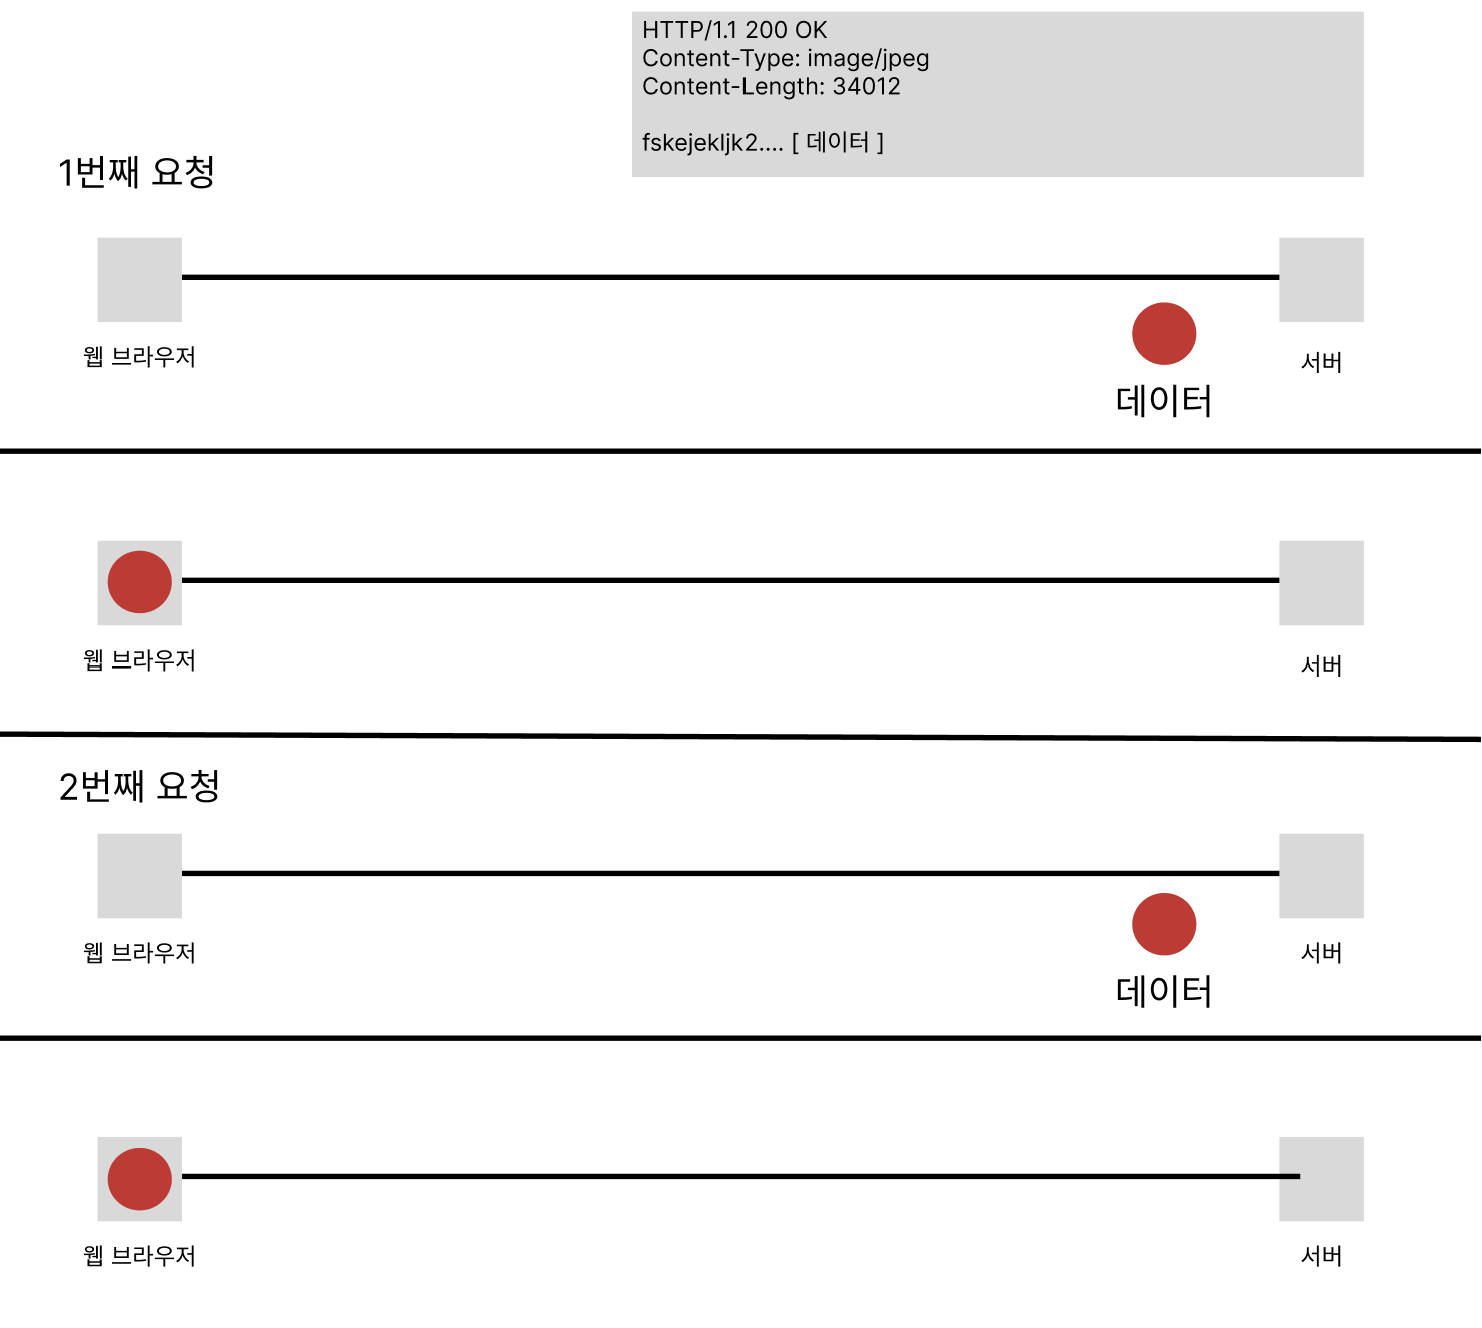 HTTP/1.1 200 OK
Content-Type: image/jpeg
Content-Length: 34012
fskejekljk2.... [ 데이터 ]
1번째 요청
웹 브라우저
서버
데이터
웹 브라우저
서버
2번째 요청
웹 브라우저
서버
데이터
웹 브라우저
서버